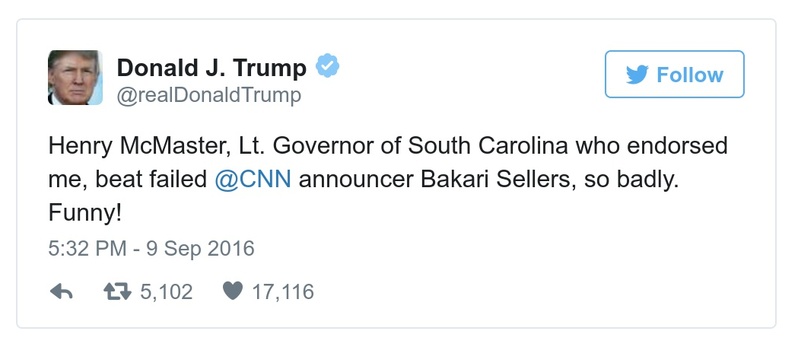 Donald J. Trump
@realDonaldTrump
Follow
Henry McMaster, Lt. Governor of South Carolina who endorsed
me, beat failed @CNN announcer Bakari Sellers, so badly.
Funny!
5:32 PM - 9 Sep 2016
5,102 17,116